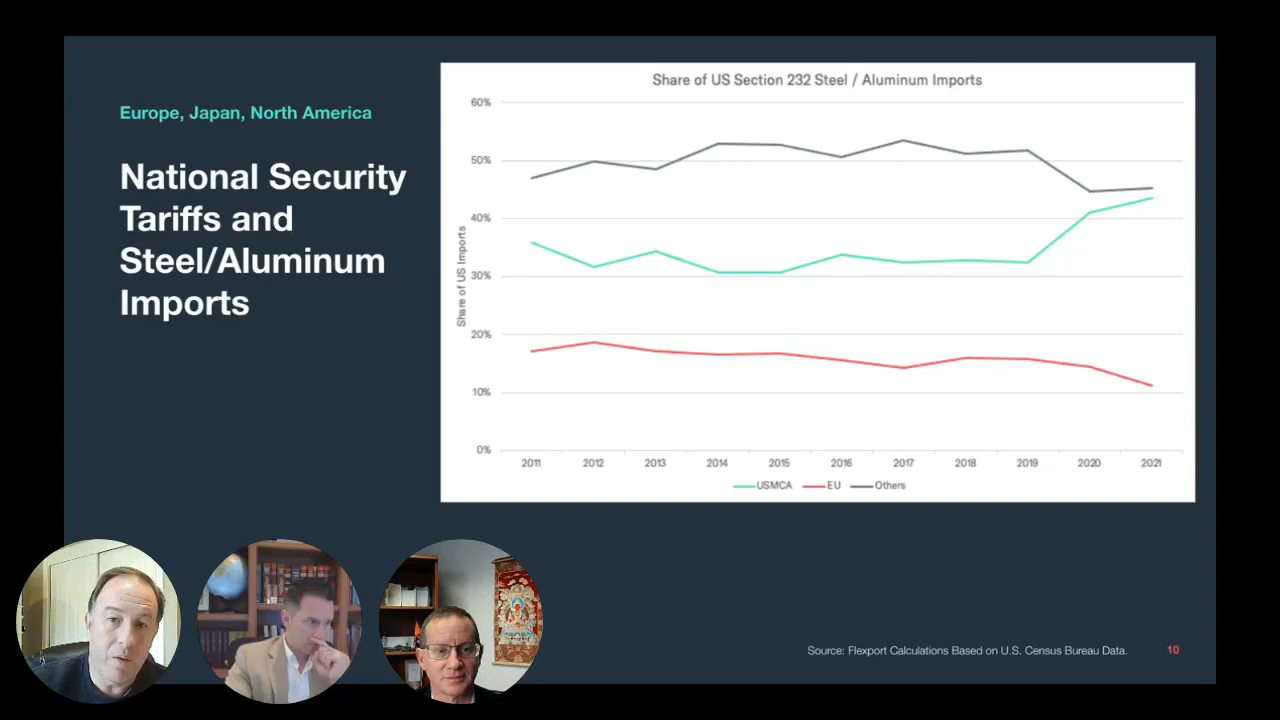 Europe, Japan, North America
National Security
Tariffs and
Steel/Aluminum
Imports
Share of US Section 232 Steel / Aluminum Imports
Share of US Imports
60%
50%
40%
30%
20%
10%
0%
2011 2012 2013 2014 2015 2016 2017 2018 2019 2020 2021
USMCA EU Others
Source: Flexport Calculations Based on U.S. Census Bureau Data.
10